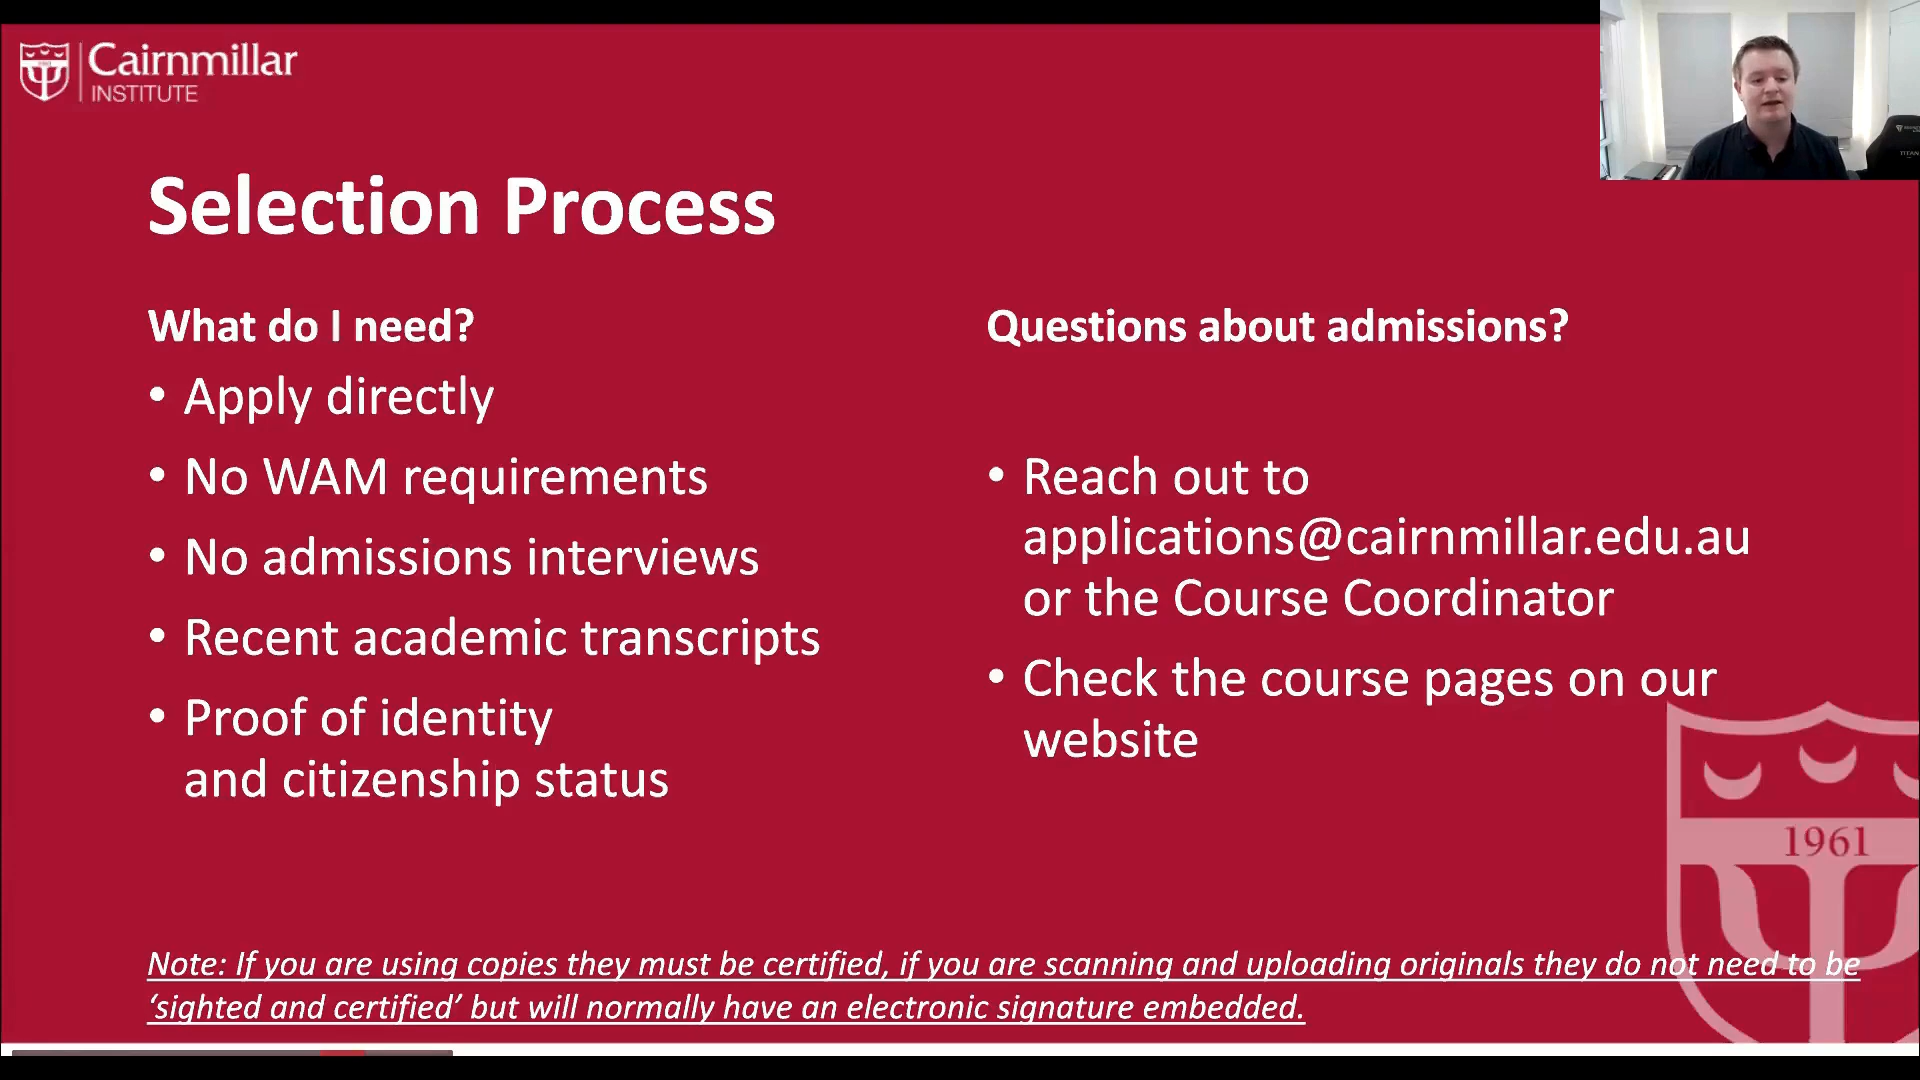 Cairnmillar
INSTITUTE
Selection Process
What do I need?
• Apply directly
• No WAM requirements
• No admissions interviews
• Recent academic transcripts
• Proof of identity
and citizenship status
Questions about admissions?
• Reach out to
applications@cairnmillar.edu.au
or the Course Coordinator
• Check the course pages on our
website
1961
Note: If you are using copies they must be certified, if you are scanning and uploading originals they do not need to be
‘sighted and certified’ but will normally have an electronic signature embedded.
TITAN